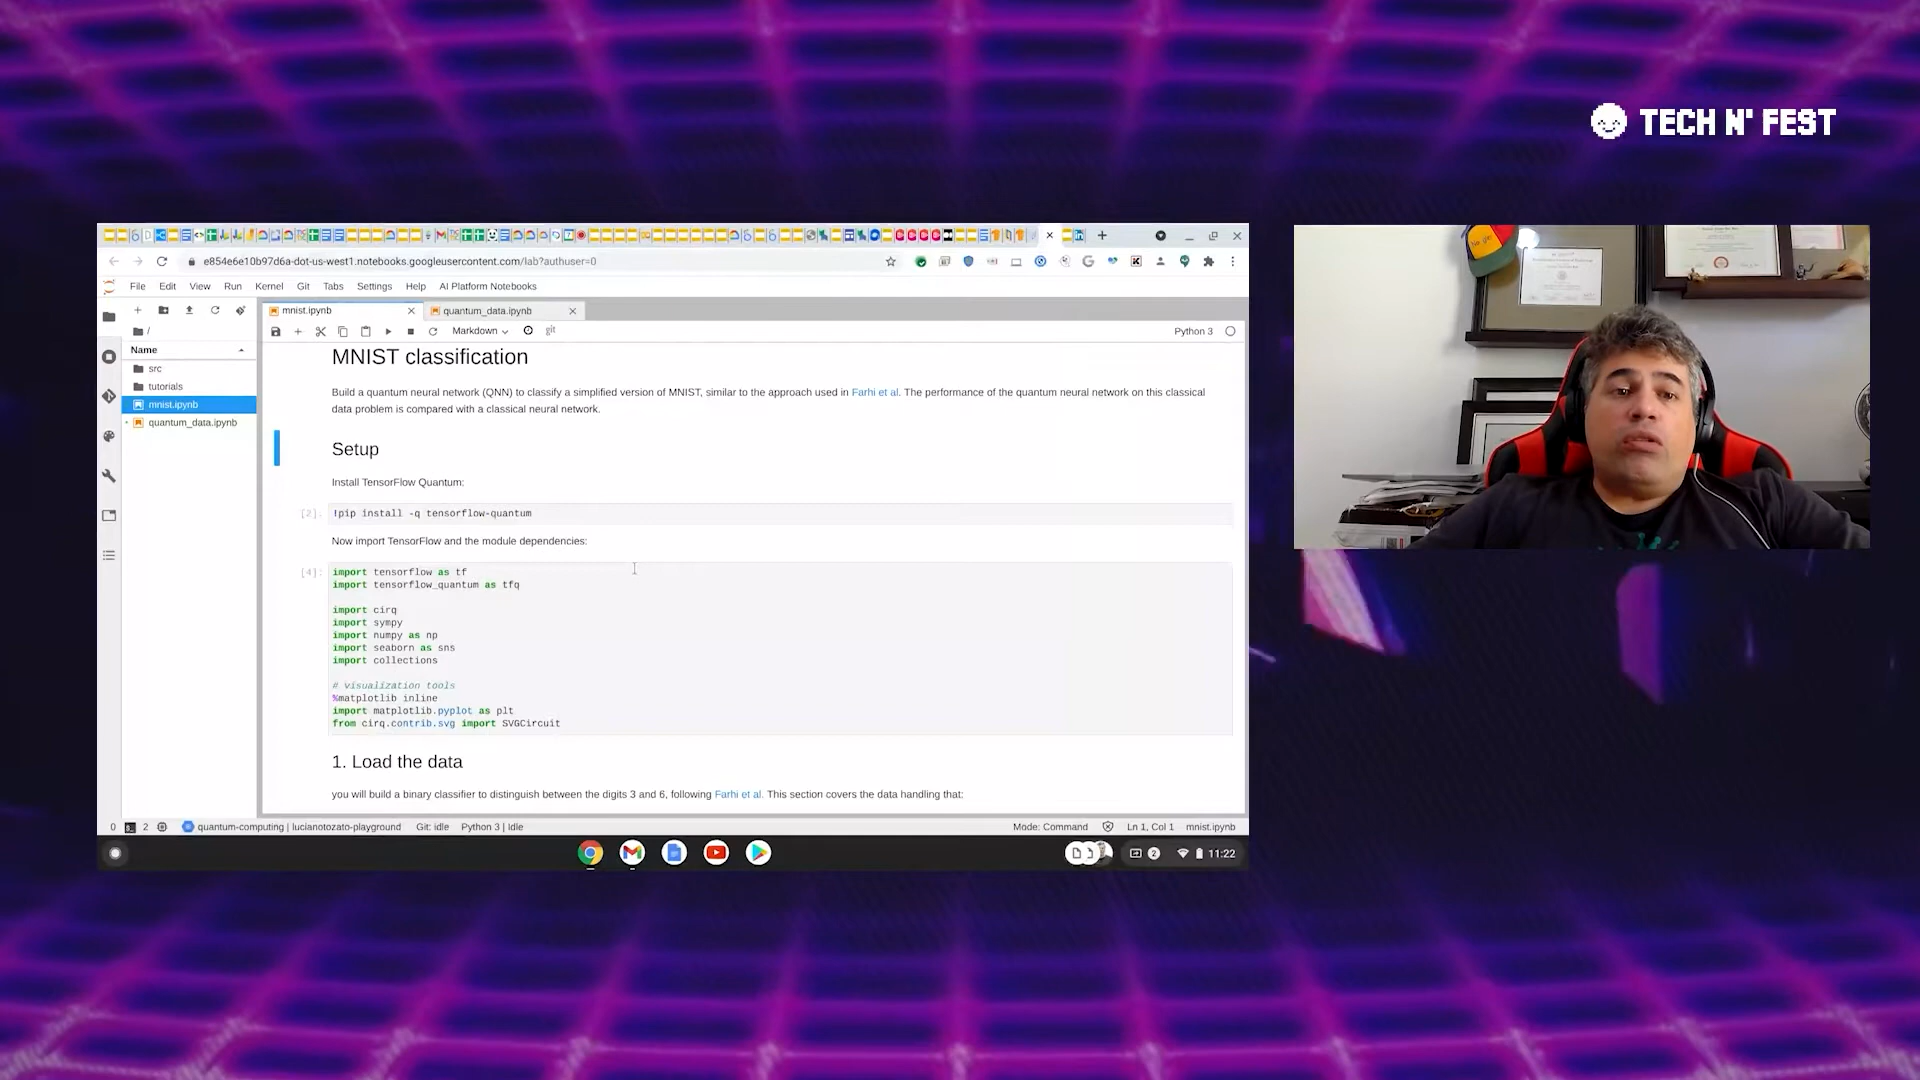 TECH N' FEST
e854e6e10b97d6a-dot-us-west1.notebooks.googleusercontent.com/lab?authuser=0
File Edit View Run Kernel Git Tabs Settings Help AI Platform Notebooks
mnist.ipynb
quantum_data.ipynb
Markdown
git
Python 3
/
Name
src
tutorials
mnist.ipynb
quantum_data.ipynb
MNIST classification
Build a quantum neural network (QNN) to classify a simplified version of MNIST, similar to the approach used in Farhi et al. The performance of the quantum neural network on this classical
data problem is compared with a classical neural network.
Setup
Install TensorFlow Quantum:
[2]: !pip install -q tensorflow-quantum
Now import TensorFlow and the module dependencies:
[4]: import tensorflow as tf
import tensorflow_quantum as tfq
import cirq
import sympy
import numpy as np
import seaborn as sns
import collections
# visualization tools
%matplotlib inline
import matplotlib.pyplot as plt
from cirq.contrib.svg import SVGCircuit
1. Load the data
you will build a binary classifier to distinguish between the digits 3 and 6, following Farhi et al. This section covers the data handling that:
0 2 quantum-computing | lucianotozato-playground Git: idle Python 3 | Idle Mode: Command Ln 1, Col 1 mnist.ipynb
2 11:22